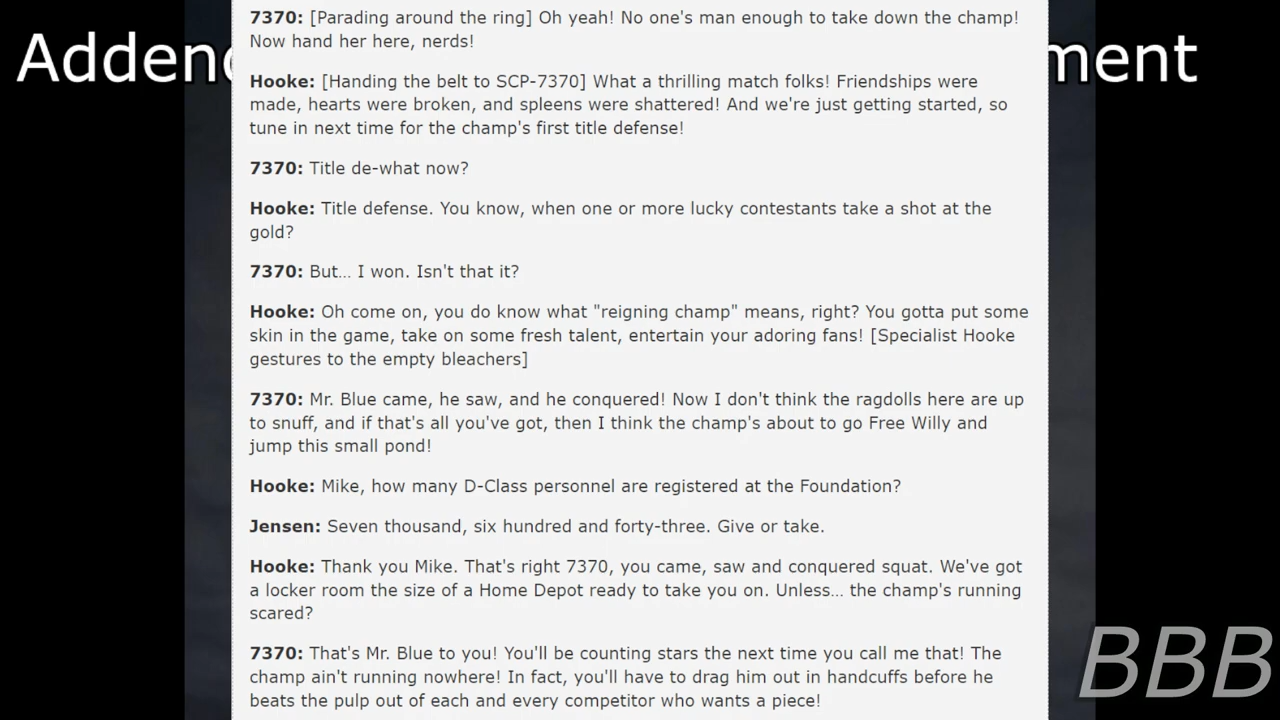 Adden
ment
7370: [Parading around the ring] Oh yeah! No one's man enough to take down the champ!
Now hand her here, nerds!
Hooke: [Handing the belt to SCP-7370] What a thrilling match folks! Friendships were
made, hearts were broken, and spleens were shattered! And we're just getting started, so
tune in next time for the champ's first title defense!
7370: Title de-what now?
Hooke: Title defense. You know, when one or more lucky contestants take a shot at the
gold?
7370: But… I won. Isn't that it?
Hooke: Oh come on, you do know what "reigning champ" means, right? You gotta put some
skin in the game, take on some fresh talent, entertain your adoring fans! [Specialist Hooke
gestures to the empty bleachers]
7370: Mr. Blue came, he saw, and he conquered! Now I don't think the ragdolls here are up
to snuff, and if that's all you've got, then I think the champ's about to go Free Willy and
jump this small pond!
Hooke: Mike, how many D-Class personnel are registered at the Foundation?
Jensen: Seven thousand, six hundred and forty-three. Give or take.
Hooke: Thank you Mike. That's right 7370, you came, saw and conquered squat. We've got
a locker room the size of a Home Depot ready to take you on. Unless… the champ's running
scared?
7370: That's Mr. Blue to you! You'll be counting stars the next time you call me that! The
champ ain't running nowhere! In fact, you'll have to drag him out in handcuffs before he
beats the pulp out of each and every competitor who wants a piece!
BBB